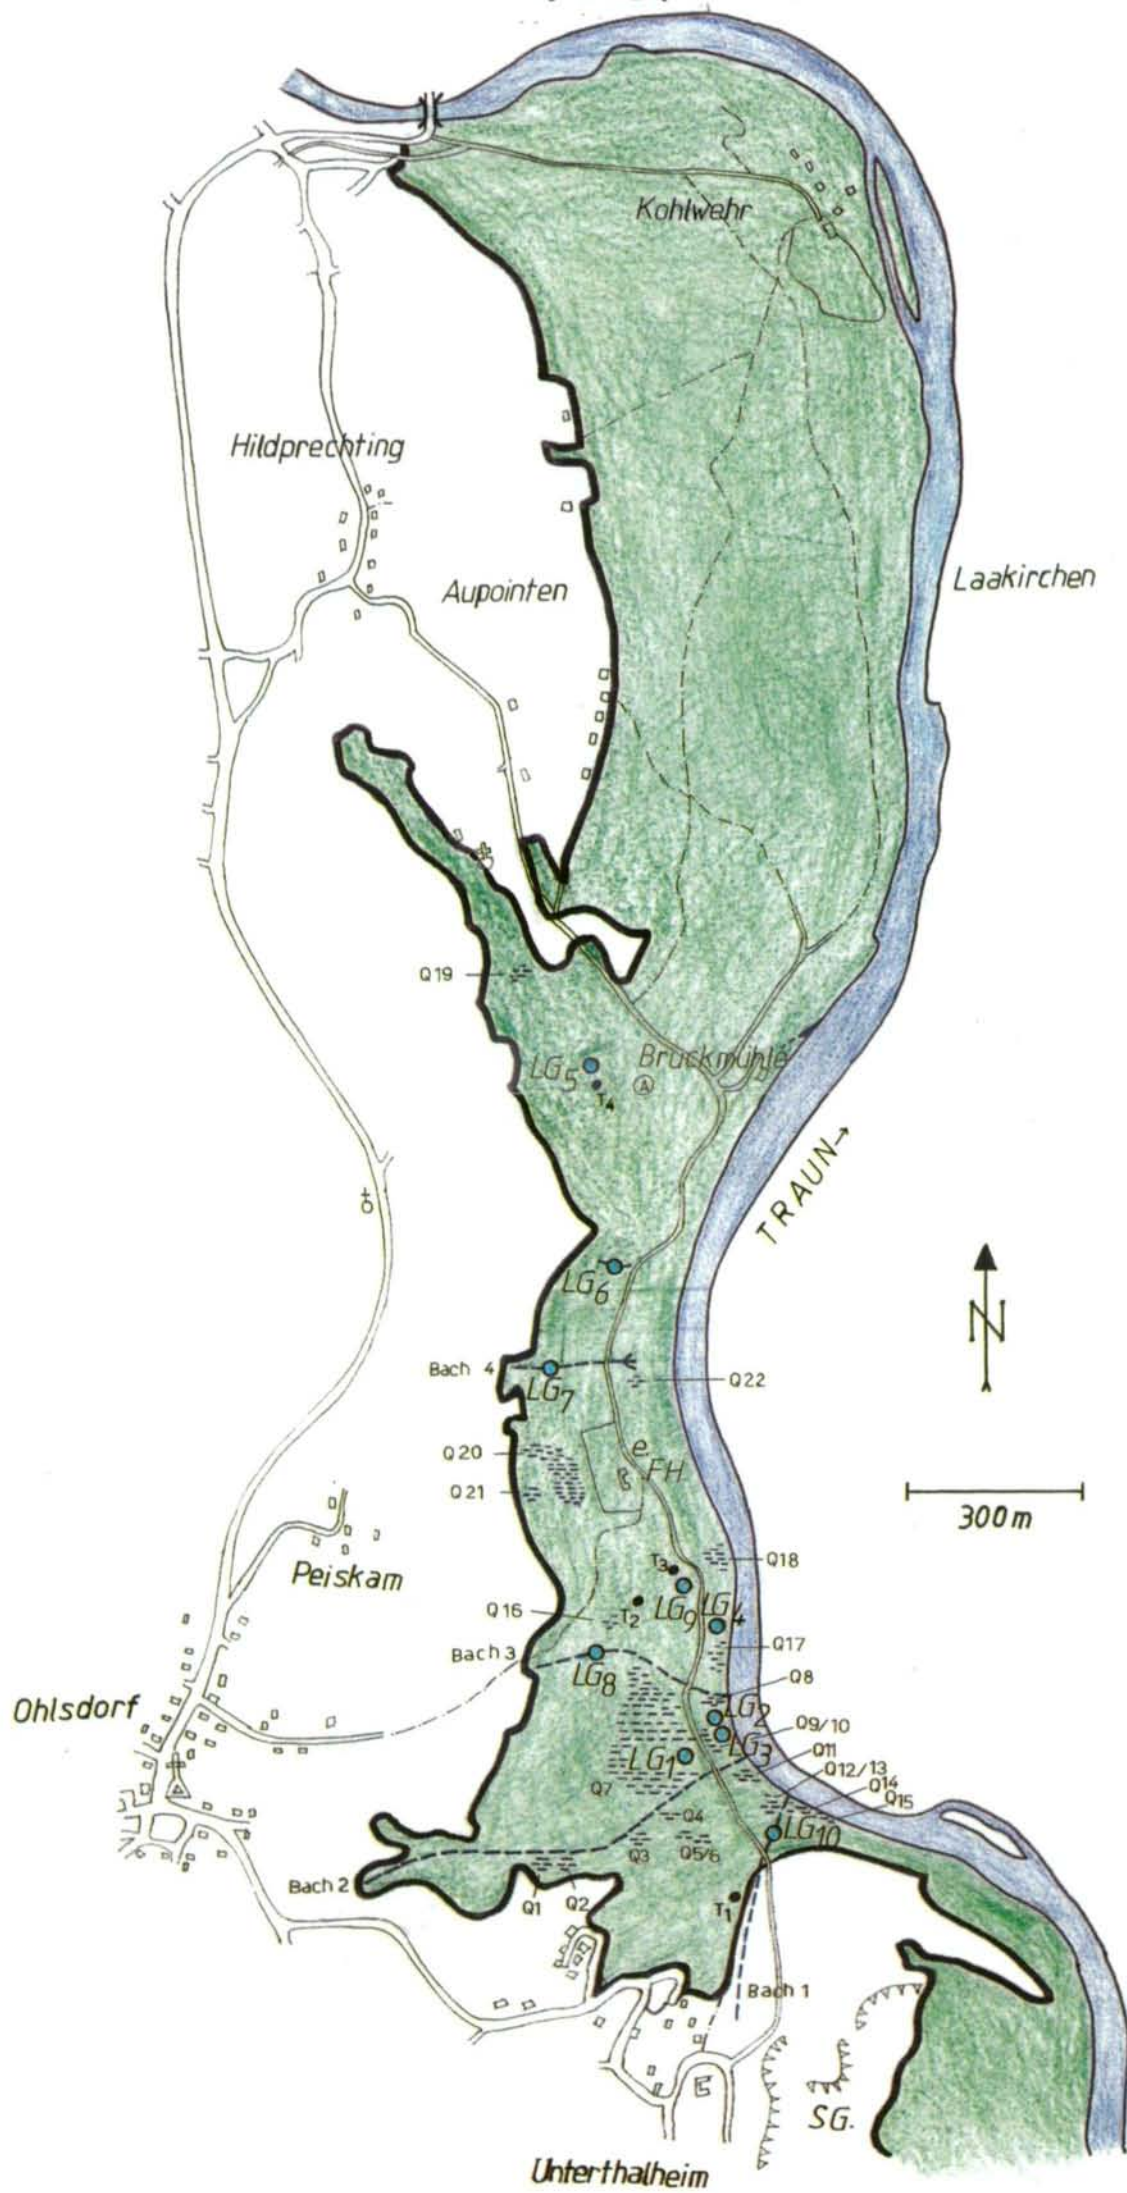 Kohlwehr
Hildprechting
Aupointen
Laakirchen
Q19
Bruckmühle
LG5
A
T4
TRAUN→
LG6
N
Bach 4
LG7
Q22
Q20
e.
FH
Q21
300m
Q18
Peiskam
T3
LG9
LG4
Q16
T2
Q17
Bach 3
LG8
Q8
Ohlsdorf
LG2
Q9/10
LG3
Q11
LG1
Q12/13
Q7
Q14
Q15
Q4
LG10
Q3
Q5/6
Bach 2
Q1
Q2
T1
Bach 1
SG.
Unterthalheim